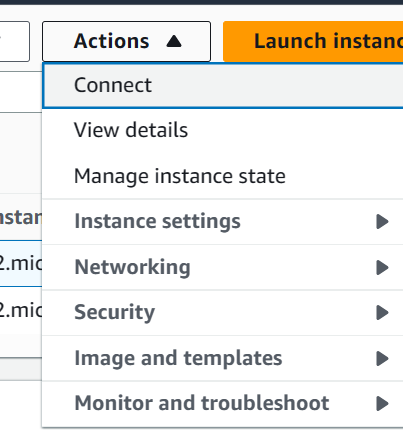 Actions
Launch instanc
Connect
View details
Manage instance state
nstan
Instance settings
2.mic
Networking
2.mic
Security
Image and templates
Monitor and troubleshoot